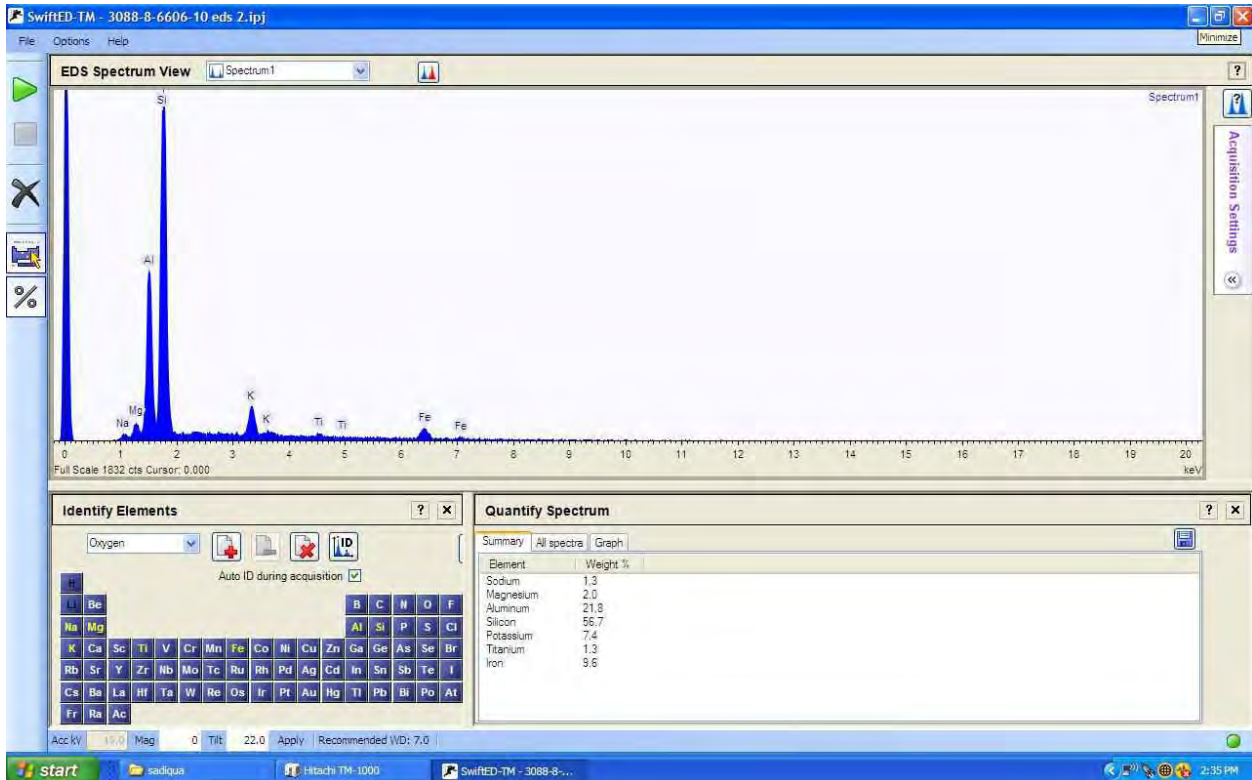 SwiftED-TM - 3088-8-6606-10 eds 2.ipj
File Options Help
Minimize
EDS Spectrum View Spectrum1 ?
Spectrum1
Si
Al
Na Mg K K Ti Ti Fe Fe
0 1 2 3 4 5 6 7 8 9 10 11 12 13 14 15 16 17 18 19 20
Full Scale 1832 cts Cursor: 0.000 keV
Acquisition Settings
%
Identify Elements ? X
Oxygen ID
Auto ID during acquisition
H
Li Be B C N O F
Na Mg Al Si P S Cl
K Ca Sc Ti V Cr Mn Fe Co Ni Cu Zn Ga Ge As Se Br
Rb Sr Y Zr Nb Mo Tc Ru Rh Pd Ag Cd In Sn Sb Te I
Cs Ba La Hf Ta W Re Os Ir Pt Au Hg Tl Pb Bi Po At
Fr Ra Ac
Quantify Spectrum ? X
Summary All spectra Graph
Element Weight %
Sodium 1.3
Magnesium 2.0
Aluminum 21.8
Silicon 56.7
Potassium 7.4
Titanium 1.3
Iron 9.6
Acc kV 15.0 Mag 0 Tilt 22.0 Apply Recommended WD: 7.0
start sadiqua Hitachi TM-1000 SwiftED-TM - 3088-8-... 2:35 PM